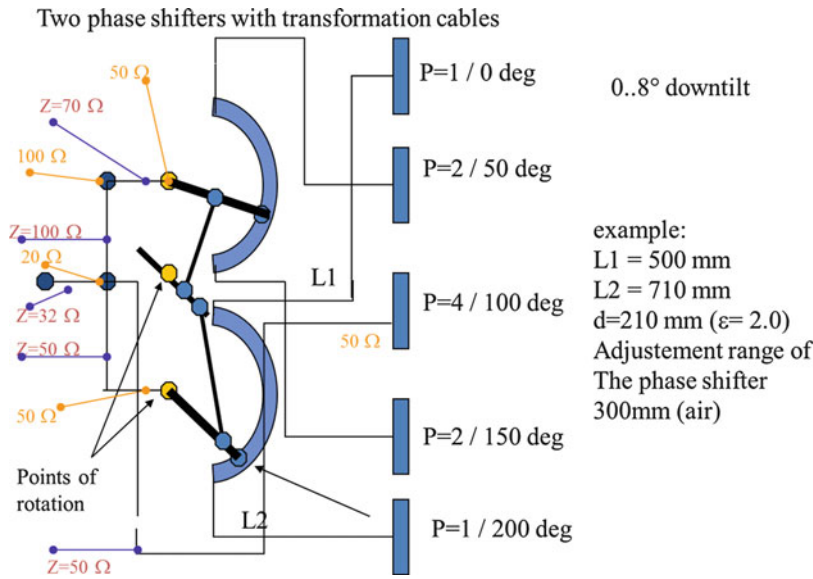 Two phase shifters with transformation cables
50 Ω
P=1 / 0 deg
0..8° downtilt
Z=70 Ω
100 Ω
P=2 / 50 deg
Z=100 Ω
20 Ω
L1
Z=32 Ω
P=4 / 100 deg
50 Ω
Z=50 Ω
example:
L1 = 500 mm
L2 = 710 mm
d=210 mm (ε= 2.0)
Adjustement range of
The phase shifter
300mm (air)
50 Ω
P=2 / 150 deg
Points of
rotation
L2
P=1 / 200 deg
Z=50 Ω